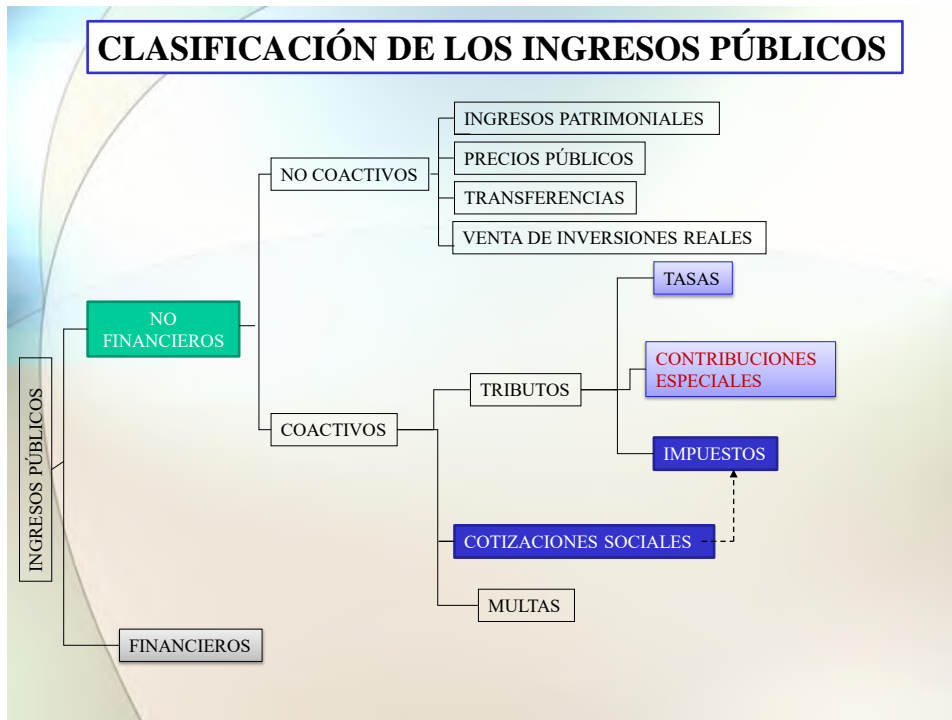 CLASIFICACIÓN DE LOS INGRESOS PÚBLICOS
INGRESOS PATRIMONIALES
NO COACTIVOS
PRECIOS PÚBLICOS
TRANSFERENCIAS
VENTA DE INVERSIONES REALES
TASAS
NO
FINANCIEROS
CONTRIBUCIONES
ESPECIALES
TRIBUTOS
COACTIVOS
IMPUESTOS
INGRESOS PÚBLICOS
COTIZACIONES SOCIALES
MULTAS
FINANCIEROS